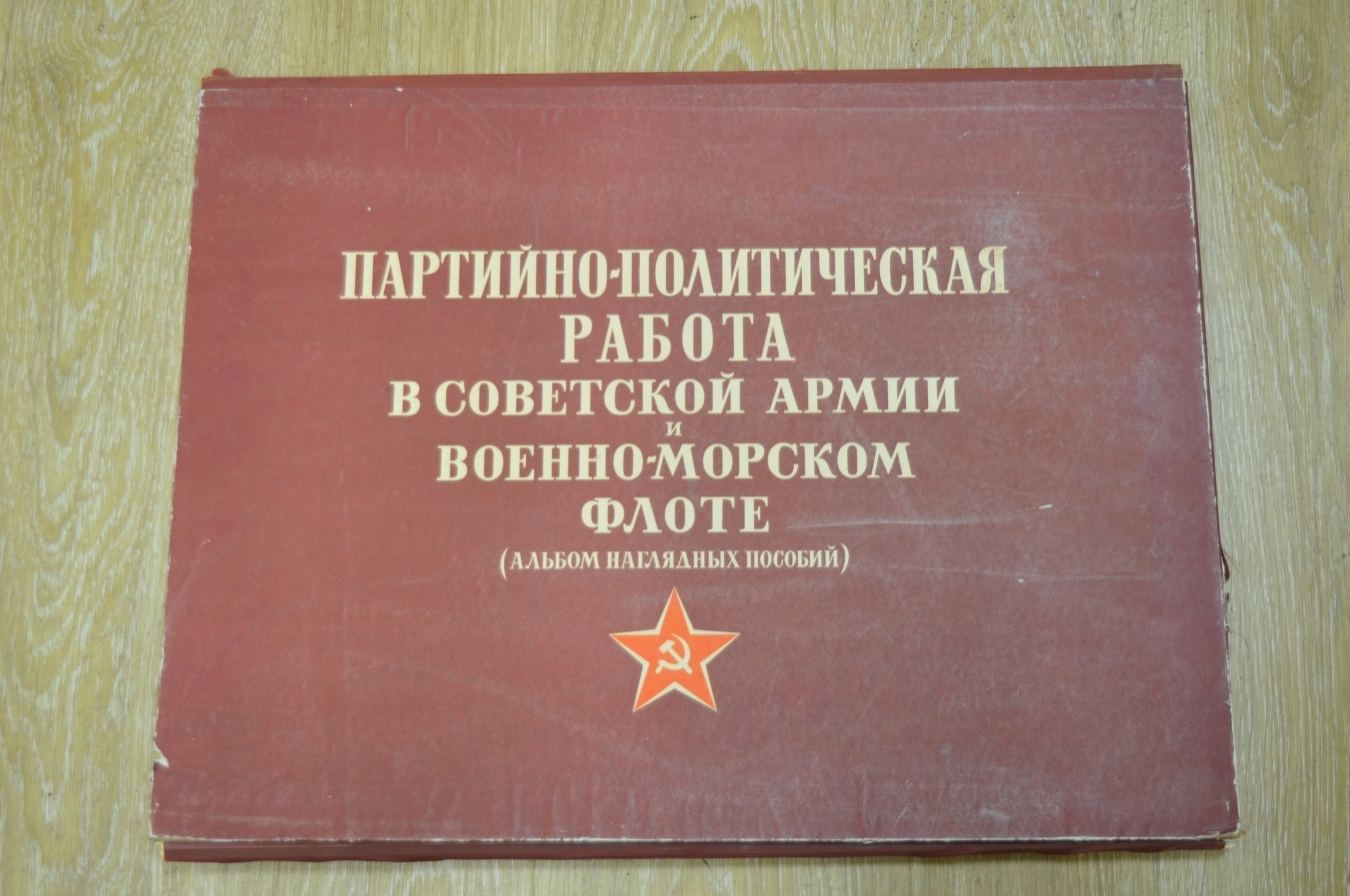 ПАРТИЙНО-ПОЛИТИЧЕСКАЯ
РАБОТА
В СОВЕТСКОЙ АРМИИ
И
ВОЕННО-МОРСКОМ
ФЛОТЕ
(АЛЬБОМ НАГЛЯДНЫХ ПОСОБИЙ)